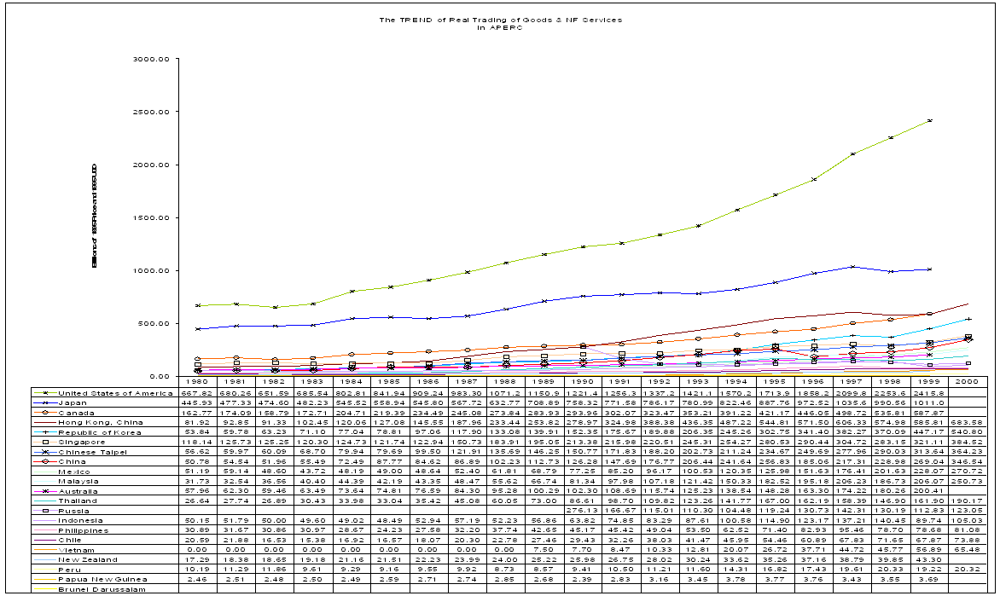 The TREND of Real Trading of Goods & NF Services
In APERC
3000.00
2500.00
2000.00
1500.00
1000.00
500.00
0.00
1980 1981 1982 1983 1984 1985 1986 1987 1988 1989 1990 1991 1992 1993 1994 1995 1996 1997 1998 1999 2000
United States of America 667.82 680.26 651.59 685.54 802.81 841.94 909.24 983.30 1071.2 1150.9 1221.4 1256.3 1337.2 1421.1 1570.2 1713.9 1858.2 2099.8 2253.6 2415.8
Japan 445.93 477.33 474.60 482.23 545.52 558.94 545.80 567.72 632.77 708.89 758.32 771.58 786.17 780.99 822.46 887.76 972.52 1035.6 990.56 1011.0
Canada 162.77 174.09 158.79 172.71 204.71 219.39 234.49 245.08 273.84 283.93 293.96 302.07 323.47 353.21 391.22 421.17 446.05 498.72 535.81 587.87
Hong Kong, China 81.92 92.85 91.33 102.45 120.06 127.08 145.55 187.96 233.44 253.82 278.97 324.98 388.38 436.35 487.22 544.81 571.50 606.33 574.98 585.81 683.58
Republic of Korea 53.84 59.78 63.23 71.10 77.04 78.81 97.06 117.90 133.08 139.91 152.35 175.67 189.88 206.35 245.26 302.75 341.40 382.27 370.09 447.17 540.80
Singapore 118.14 125.73 125.25 120.30 124.73 121.74 122.94 150.73 183.91 195.05 213.38 215.98 220.51 245.31 254.27 280.53 290.44 304.72 283.15 321.11 384.52
Chinese Taipei 56.62 59.97 60.09 68.70 79.94 79.69 99.50 121.91 135.69 146.25 150.77 171.83 188.20 202.73 211.24 234.67 249.69 277.96 290.03 313.64 364.23
China 50.78 54.54 51.96 55.49 72.49 87.77 84.62 86.89 102.23 112.73 126.28 147.69 176.77 206.44 241.64 256.83 185.06 217.31 228.98 269.04 346.54
Mexico 51.19 59.14 48.60 43.72 48.19 49.00 48.64 52.40 61.81 68.79 77.25 85.20 96.17 100.53 120.35 125.98 151.63 176.41 201.63 228.07 270.72
Malaysia 31.73 32.54 36.56 40.40 44.39 42.19 43.35 48.47 55.62 66.74 81.34 97.98 107.18 121.42 150.33 182.52 195.18 206.23 186.73 206.07 250.73
Australia 57.96 62.30 59.46 63.49 73.64 74.81 76.59 84.30 95.28 100.29 102.30 108.69 115.74 125.23 138.54 148.28 163.30 174.22 180.26 200.41
Thailand 26.64 27.74 26.89 30.43 33.98 33.04 35.42 45.08 60.05 73.00 86.61 98.70 109.82 123.26 141.77 167.00 162.19 158.39 146.90 161.90 190.17
Russia 276.13 166.67 115.01 110.30 104.48 119.24 130.73 142.31 130.19 112.83 123.05
Indonesia 50.15 51.79 50.00 49.60 49.02 48.49 52.94 57.19 52.23 56.86 63.82 74.85 83.29 87.61 100.58 114.90 123.17 137.21 140.45 89.74 105.03
Philippines 30.89 31.67 30.86 30.97 28.67 24.23 27.58 32.20 37.74 42.65 45.17 45.42 49.04 53.50 62.52 71.40 82.93 95.46 78.70 78.68 81.08
Chile 20.59 21.88 16.53 15.38 16.92 16.57 18.07 20.30 22.78 27.46 29.43 32.26 38.03 41.47 45.95 54.46 60.89 67.83 71.65 67.87 73.88
Vietnam 0.00 0.00 0.00 0.00 0.00 0.00 0.00 0.00 0.00 7.50 7.70 8.47 10.33 12.81 20.07 26.72 37.71 44.72 45.77 56.89 65.48
New Zealand 17.29 18.38 18.65 19.18 21.16 21.51 22.23 23.99 24.00 25.22 25.98 26.75 28.02 30.24 33.62 35.26 37.16 38.79 39.85 43.30
Peru 10.19 11.29 11.86 9.61 9.29 9.16 9.55 9.92 8.73 8.57 9.41 10.50 11.21 11.60 14.31 16.82 17.43 19.61 20.33 19.22 20.32
Papua New Guinea 2.46 2.51 2.48 2.50 2.49 2.59 2.71 2.74 2.85 2.68 2.39 2.83 3.16 3.45 3.78 3.77 3.76 3.43 3.55 3.69
Brunei Darussalam